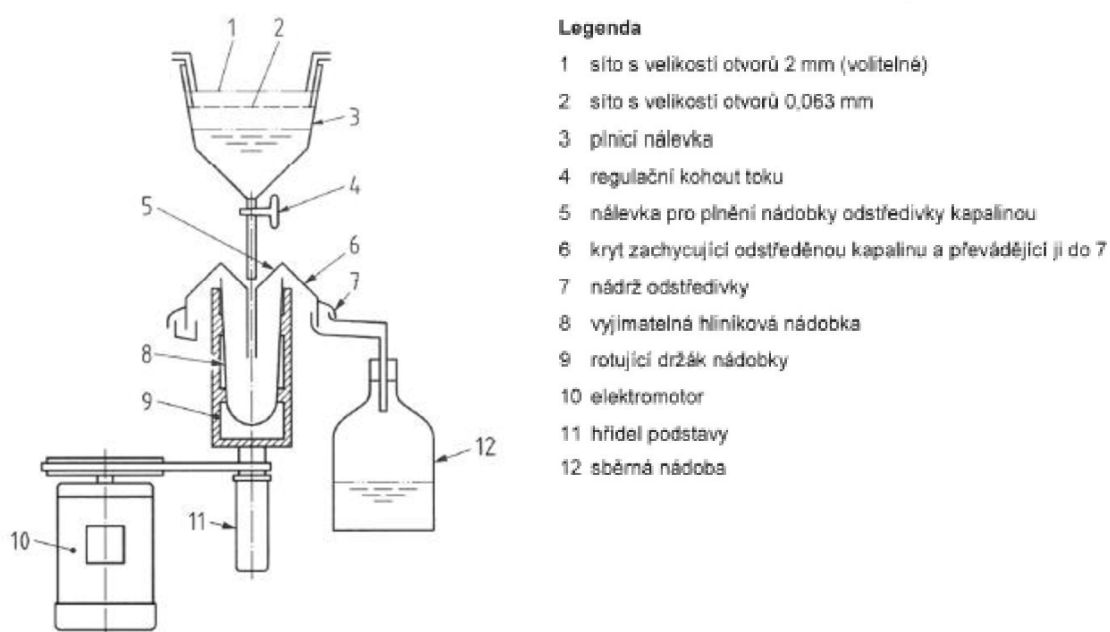 1 2
3
4
5
6
7
8
9
12
11
10
Legenda
1 síto s velikostí otvorů 2 mm (volitelné)
2 síto s velikostí otvorů 0,063 mm
3 plnicí nálevka
4 regulační kohout toku
5 nálevka pro plnění nádobky odstředivky kapalinou
6 kryt zachycující odstředěnou kapalinu a převádějící ji do 7
7 nádrž odstředivky
8 vyjímatelná hliníková nádobka
9 rotující držák nádobky
10 elektromotor
11 hřídel podstavy
12 sběrná nádoba